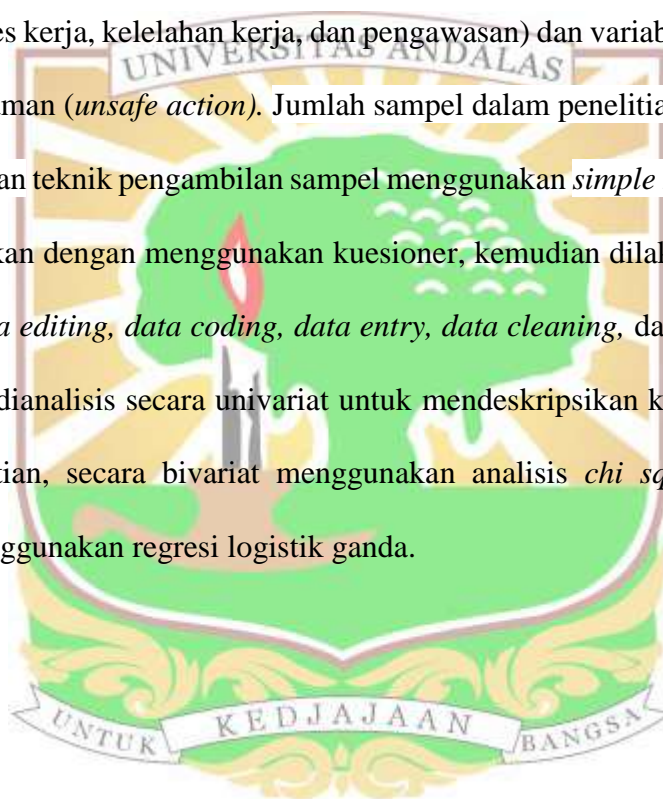 es kerja, kelelahan kerja, dan pengawasan) dan variab
UNIVERSITAS ANDALAS
man (unsafe action). Jumlah sampel dalam penelitia
an teknik pengambilan sampel menggunakan simple
kan dengan menggunakan kuesioner, kemudian dilak
a editing, data coding, data entry, data cleaning, da
dianalisis secara univariat untuk mendeskripsikan k
tian, secara bivariat menggunakan analisis chi sq
ggunakan regresi logistik ganda.
UNTUK KEDJAJAAN BANGSA